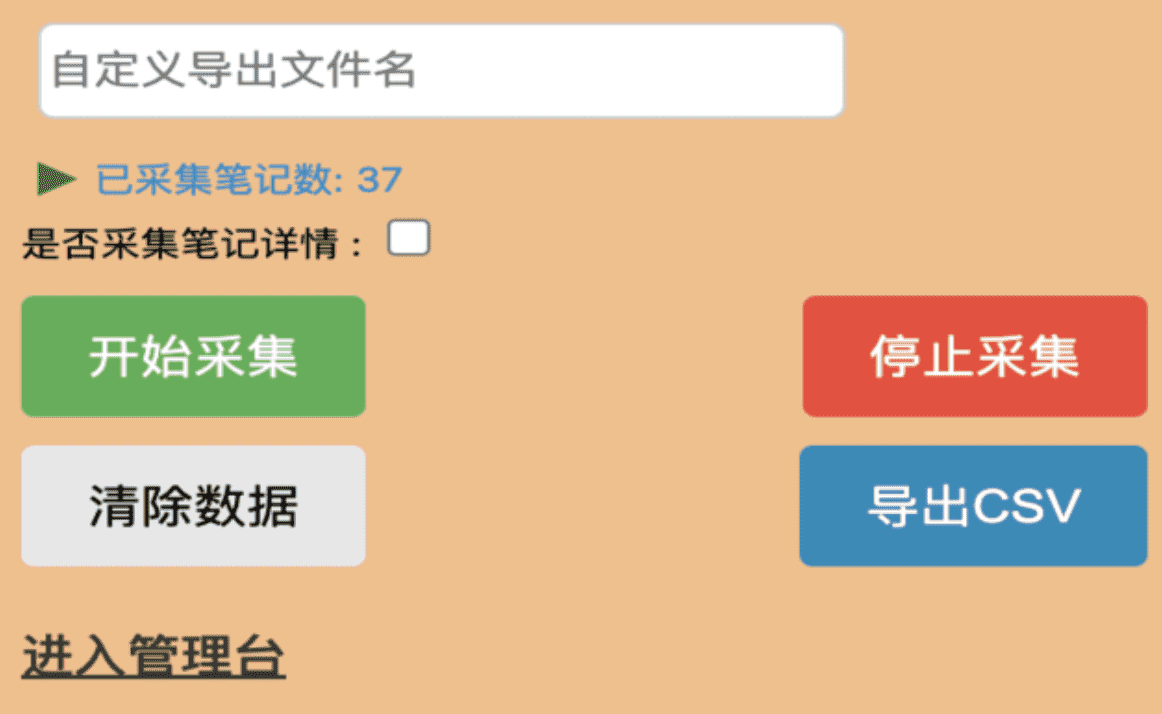 自定义导出文件名
已采集笔记数: 37
是否采集笔记详情：
开始采集
停止采集
清除数据
导出CSV
进入管理台